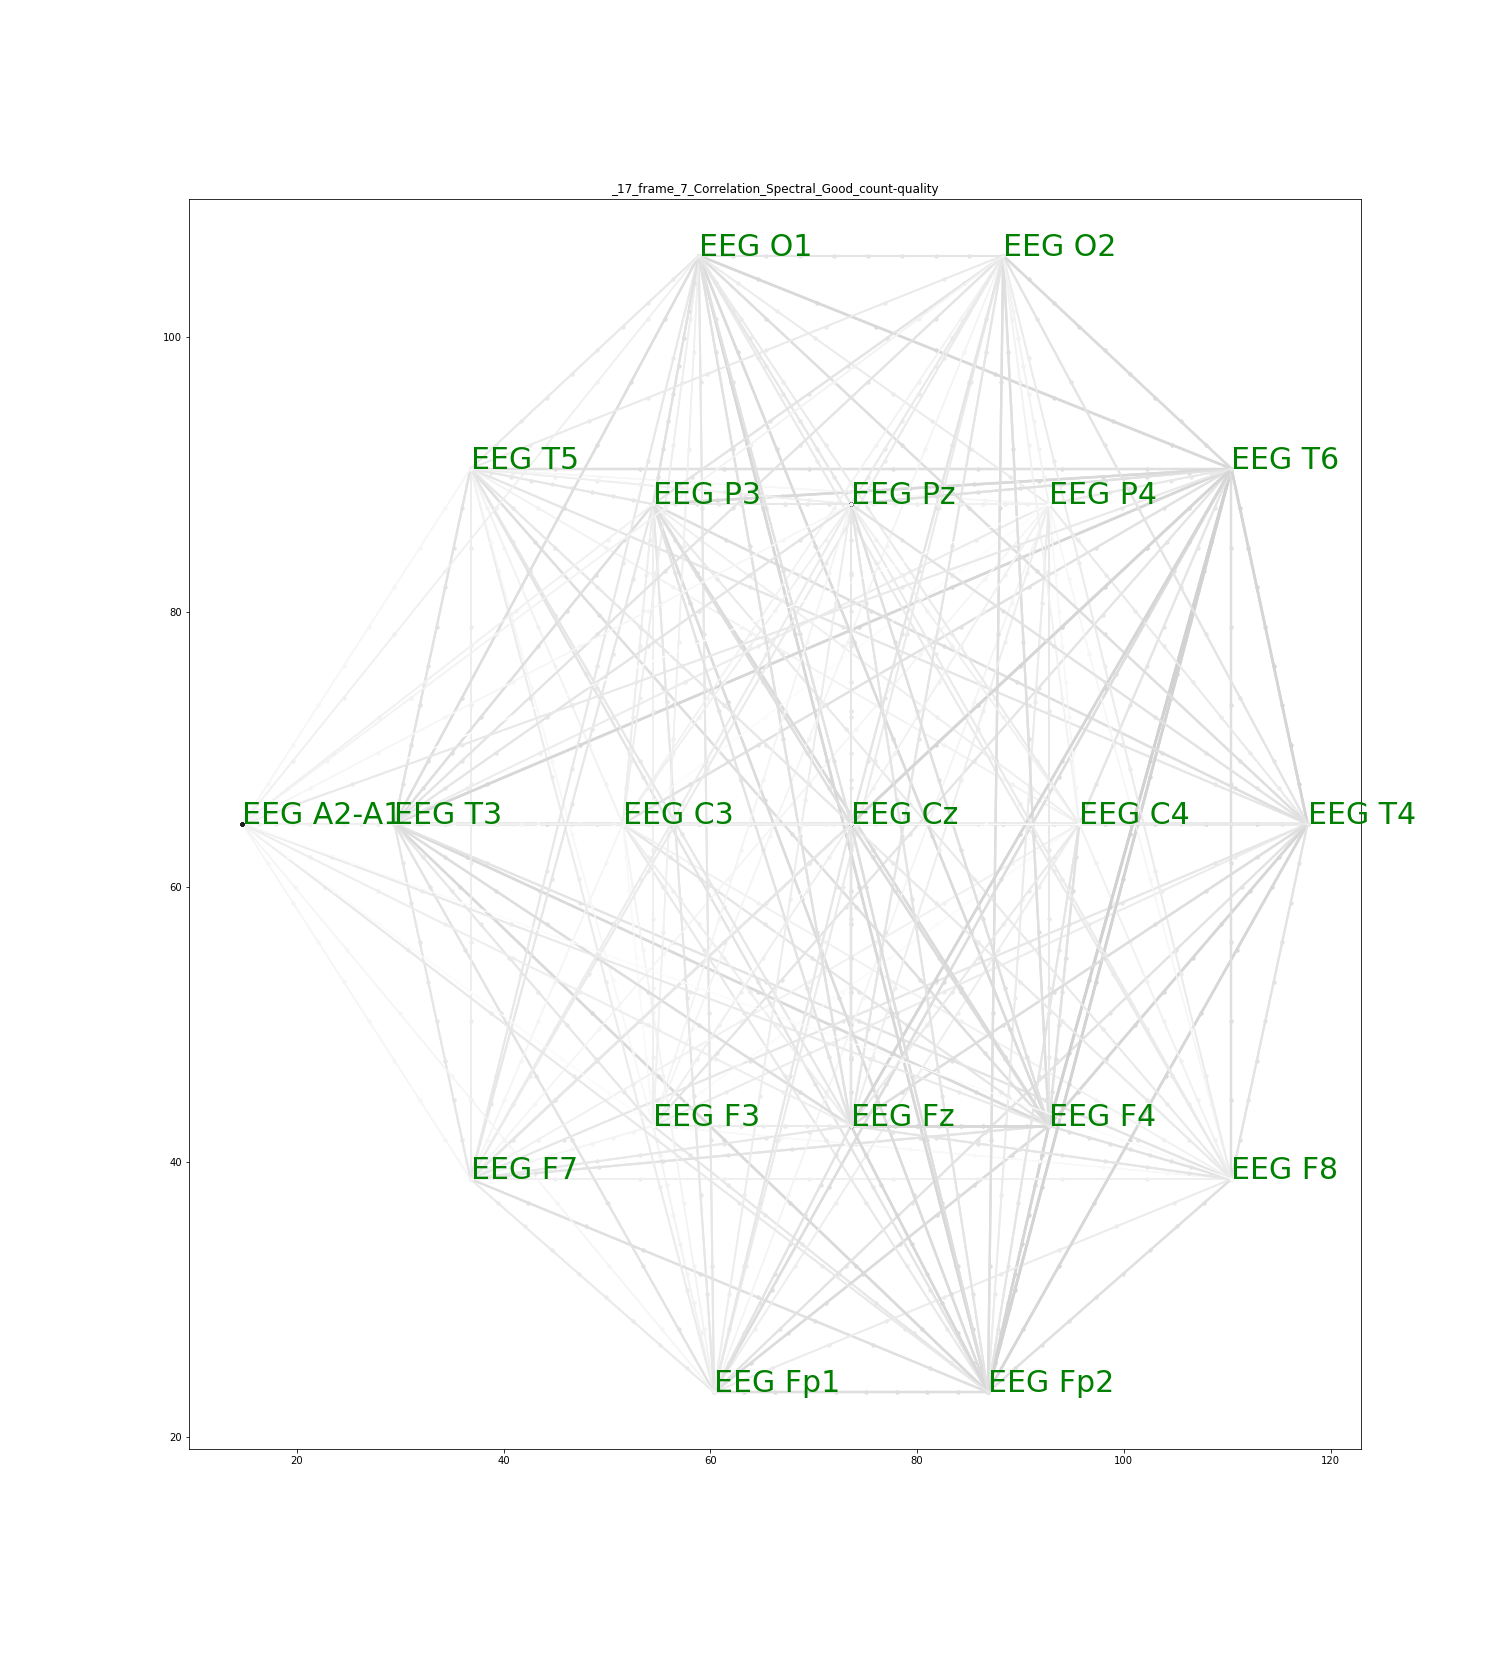 _17_frame_7_Correlation_Spectral_Good_count-quality
EEG O1
EEG O2
100
EEG T5
EEG T6
EEG P3
EEG Pz
EEG P4
80
EEG A2-A1
EEG T3
EEG C3
EEG Cz
EEG C4
EEG T4
60
EEG F3
EEG Fz
EEG F4
40
EEG F7
EEG F8
EEG Fp1
EEG Fp2
20
20 40 60 80 100 120